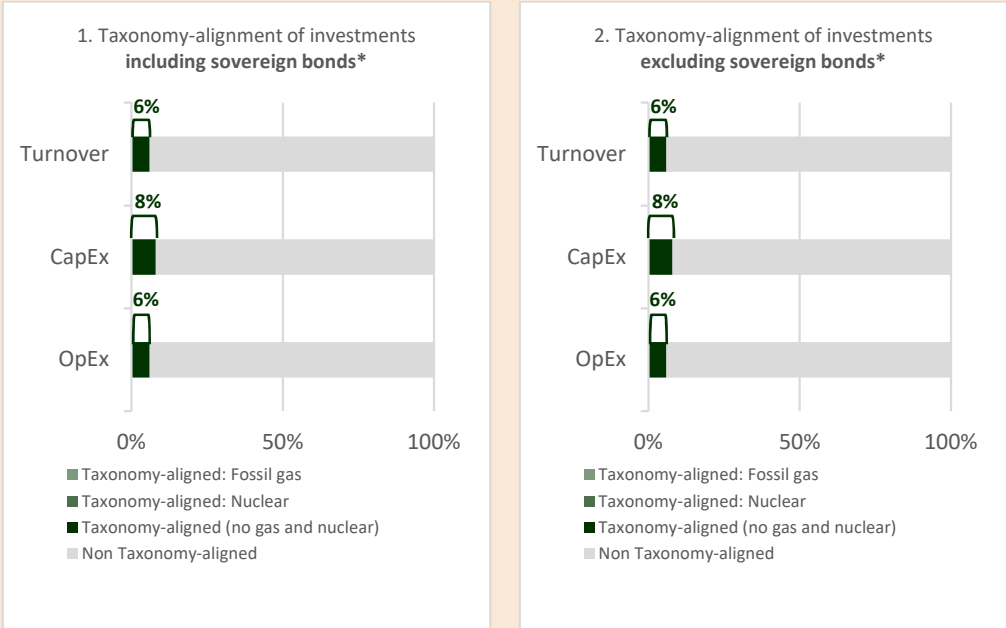 1. Taxonomy-alignment of investments
including sovereign bonds*
6%
Turnover
8%
CapEx
6%
OpEx
0% 50% 100%
Taxonomy-aligned: Fossil gas
Taxonomy-aligned: Nuclear
Taxonomy-aligned (no gas and nuclear)
Non Taxonomy-aligned
2. Taxonomy-alignment of investments
excluding sovereign bonds*
6%
Turnover
8%
CapEx
6%
OpEx
0% 50% 100%
Taxonomy-aligned: Fossil gas
Taxonomy-aligned: Nuclear
Taxonomy-aligned (no gas and nuclear)
Non Taxonomy-aligned